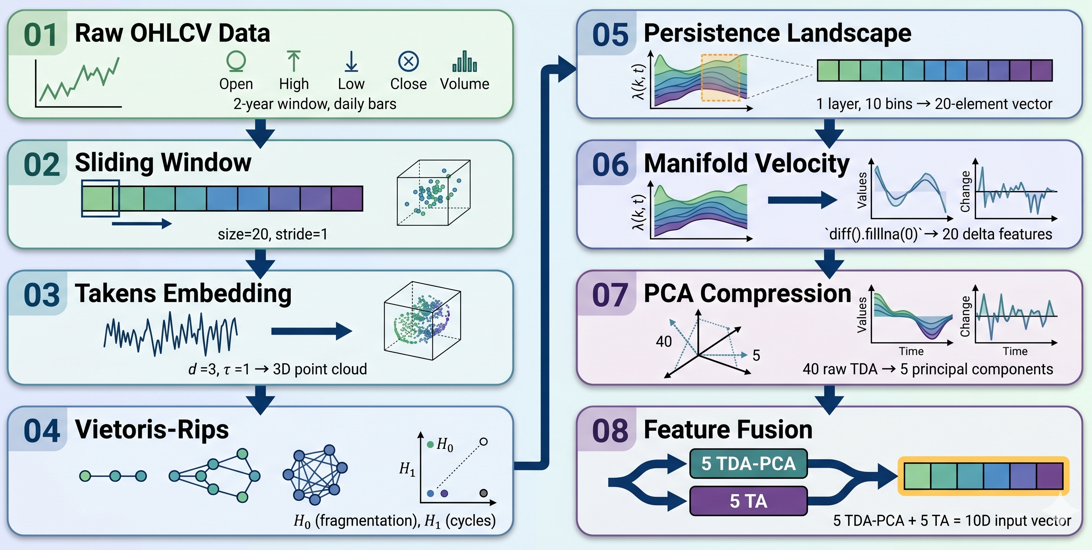 01 Raw OHLCV Data
Open High Low Close Volume
2-year window, daily bars
02 Sliding Window
size=20, stride=1
03 Takens Embedding
d =3, τ =1 → 3D point cloud
04 Vietoris-Rips
H₀
H₁
H₀ (fragmentation), H₁ (cycles)
05 Persistence Landscape
λ(k, t)
1 layer, 10 bins → 20-element vector
06 Manifold Velocity
λ(k, t)
Values
Change
`diff().fillna(0)` → 20 delta features
07 PCA Compression
40
5
Values
Time
Change
Time
40 raw TDA → 5 principal components
08 Feature Fusion
5 TDA-PCA
5 TA
5 TDA-PCA + 5 TA = 10D input vector